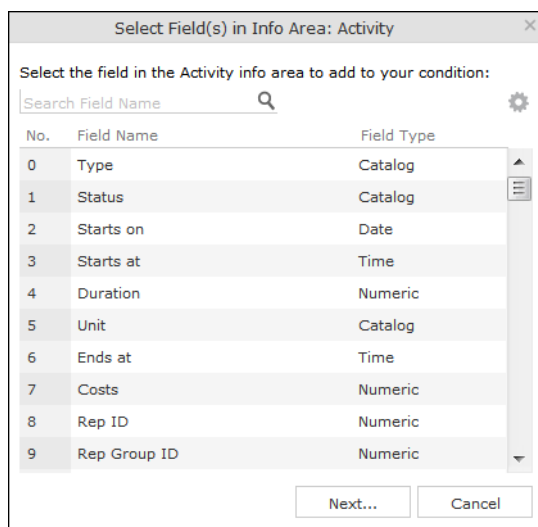 Select Field(s) in Info Area: Activity
Select the field in the Activity info area to add to your condition:
Search Field Name
No. Field Name Field Type
0 Type Catalog
1 Status Catalog
2 Starts on Date
3 Starts at Time
4 Duration Numeric
5 Unit Catalog
6 Ends at Time
7 Costs Numeric
8 Rep ID Numeric
9 Rep Group ID Numeric
Next... Cancel